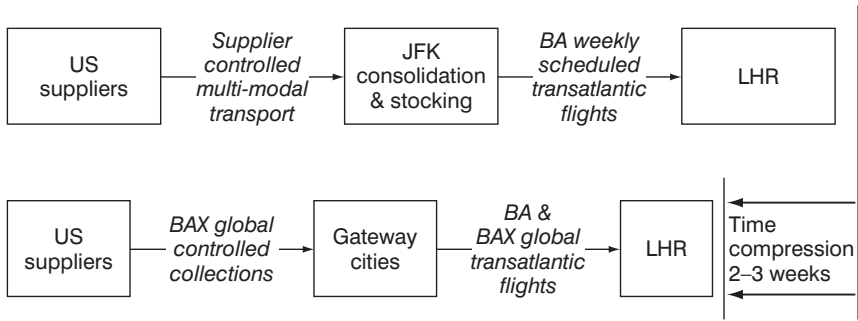 US
suppliers
Supplier
controlled
multi-modal
transport
JFK
consolidation
& stocking
BA weekly
scheduled
transatlantic
flights
LHR
US
suppliers
BAX global
controlled
collections
Gateway
cities
BA &
BAX global
transatlantic
flights
LHR
Time
compression
2–3 weeks